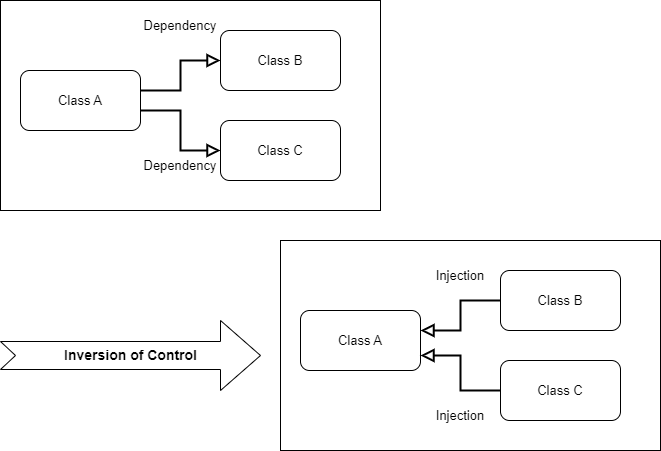 Dependency
Class B
Class A
Class C
Dependency
Injection
Class B
Class A
Inversion of Control
Class C
Injection